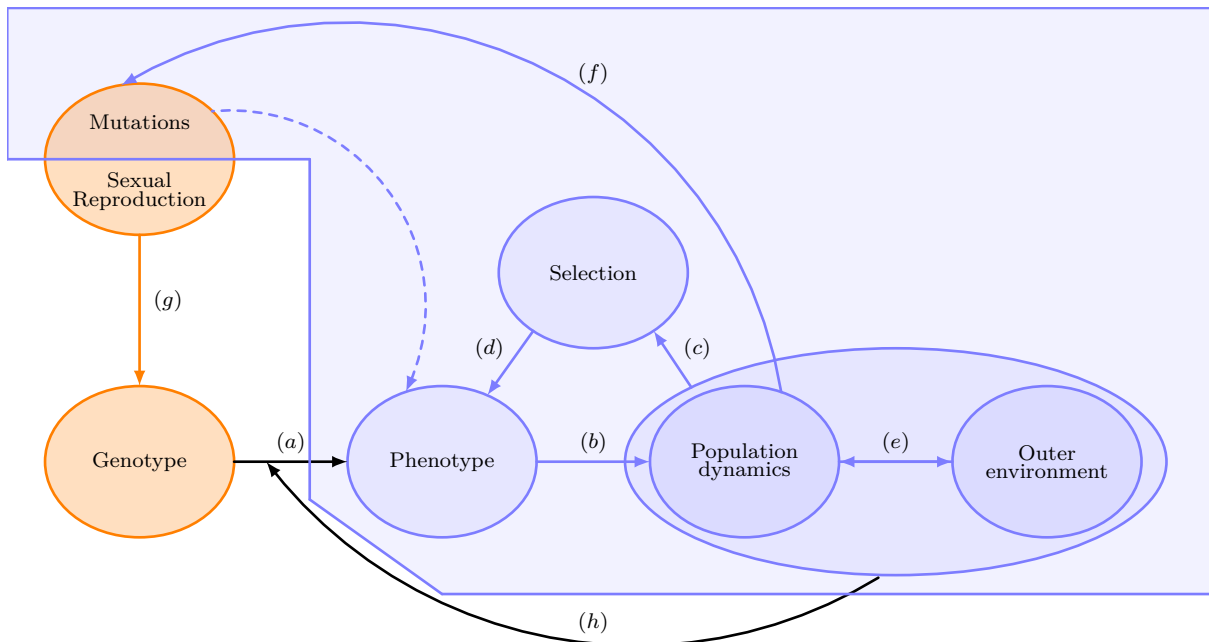 (f)
Mutations
Sexual
Reproduction
Selection
(g)
(d)
(c)
Genotype
(a)
Phenotype
(b)
Population
dynamics
(e)
Outer
environment
(h)